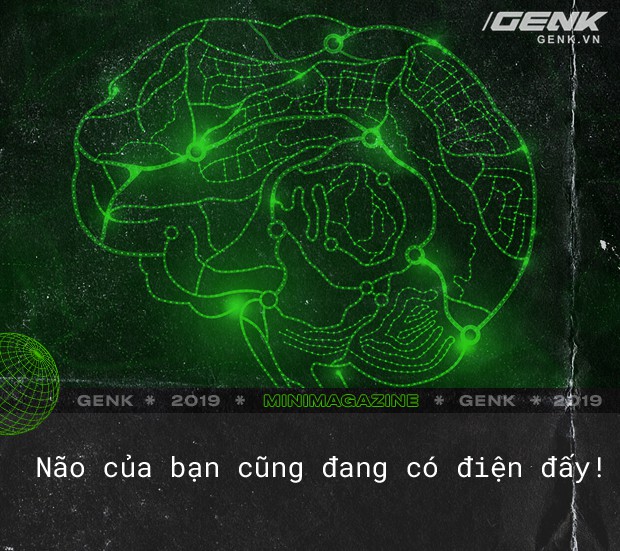 GENK
GENK.VN
GENK * 2019 * MINIMAGAZINE * GENK * 2019
Não của bạn cũng đang có điện đấy!